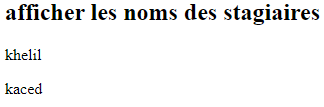 afficher les noms des stagiaires
khelil
kaced